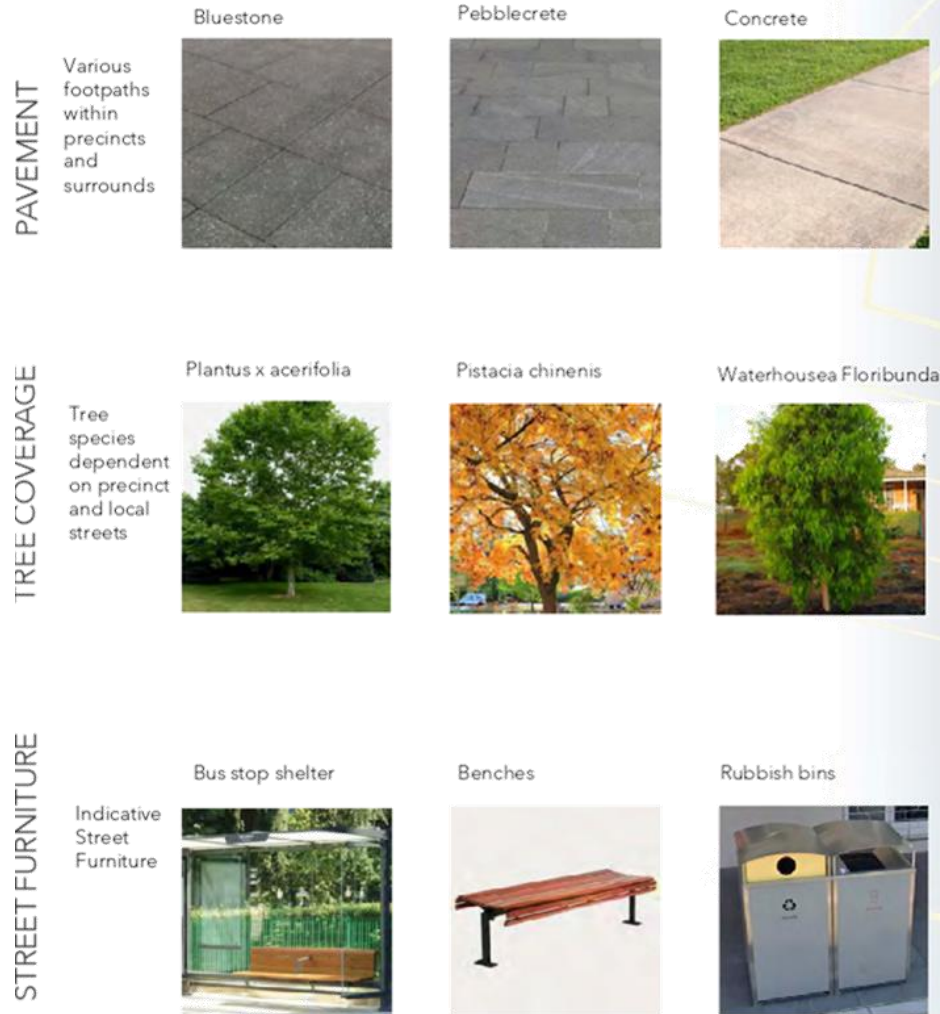 Bluestone
Pebblecrete
Concrete
PAVEMENT
Various
footpaths
within
precincts
and
surrounds
Plantus x acerifolia
Pistacia chinenis
Waterhousea Floribunda
TREE COVERAGE
Tree
species
dependent
on precinct
and local
streets
Bus stop shelter
Benches
Rubbish bins
STREET FURNITURE
Indicative
Street
Furniture